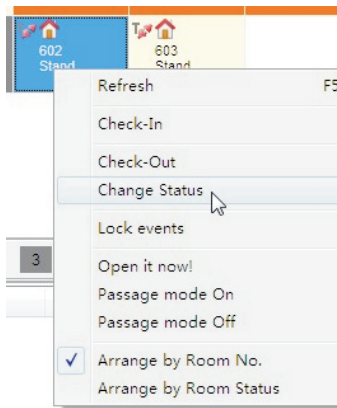 T
602 603
Stand Stand
Refresh F5
Check-In
Check-Out
Change Status
Lock events
3
Open it now!
Passage mode On
Passage mode Off
Arrange by Room No.
Arrange by Room Status